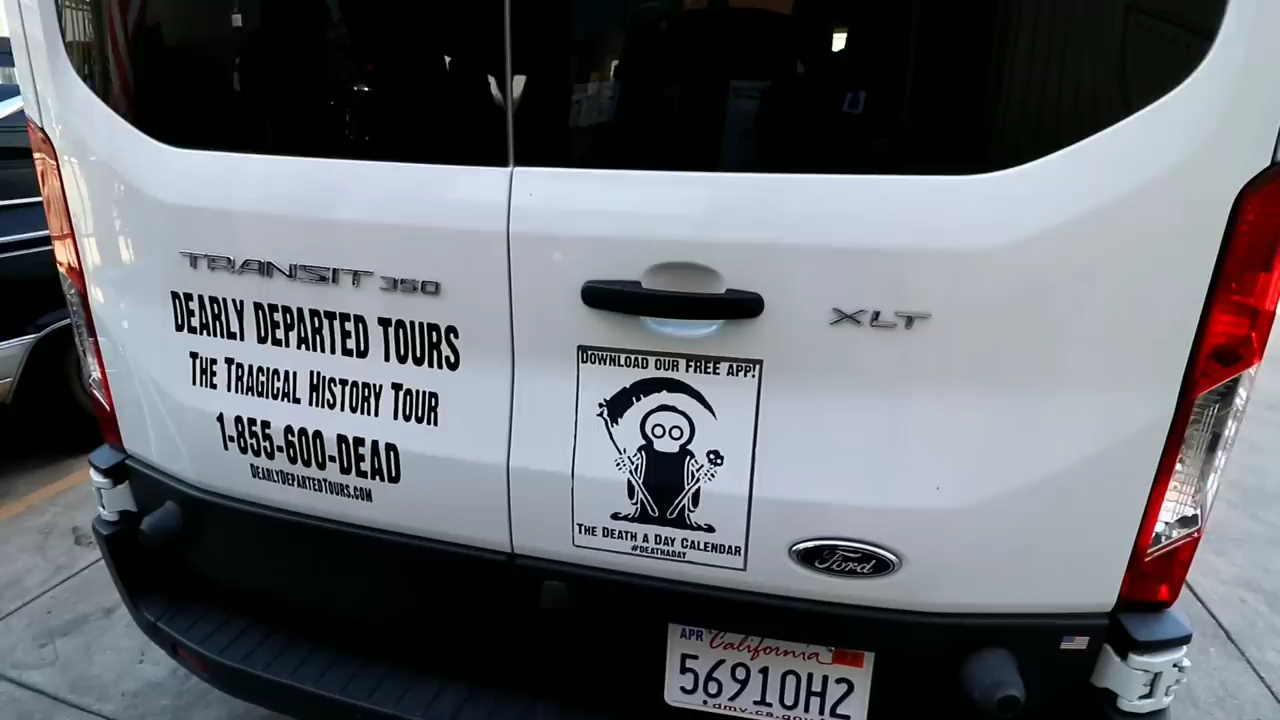 TRANSIT 350
DEARLY DEPARTED TOURS
THE TRAGICAL HISTORY TOUR
1-855-600-DEAD
DEARLYDEPARTEDTOURS.COM
XLT
DOWNLOAD OUR FREE APP!
THE DEATH A DAY CALENDAR
#DEATHADAY
Ford
APR California
56910H2
dmv.ca.gov